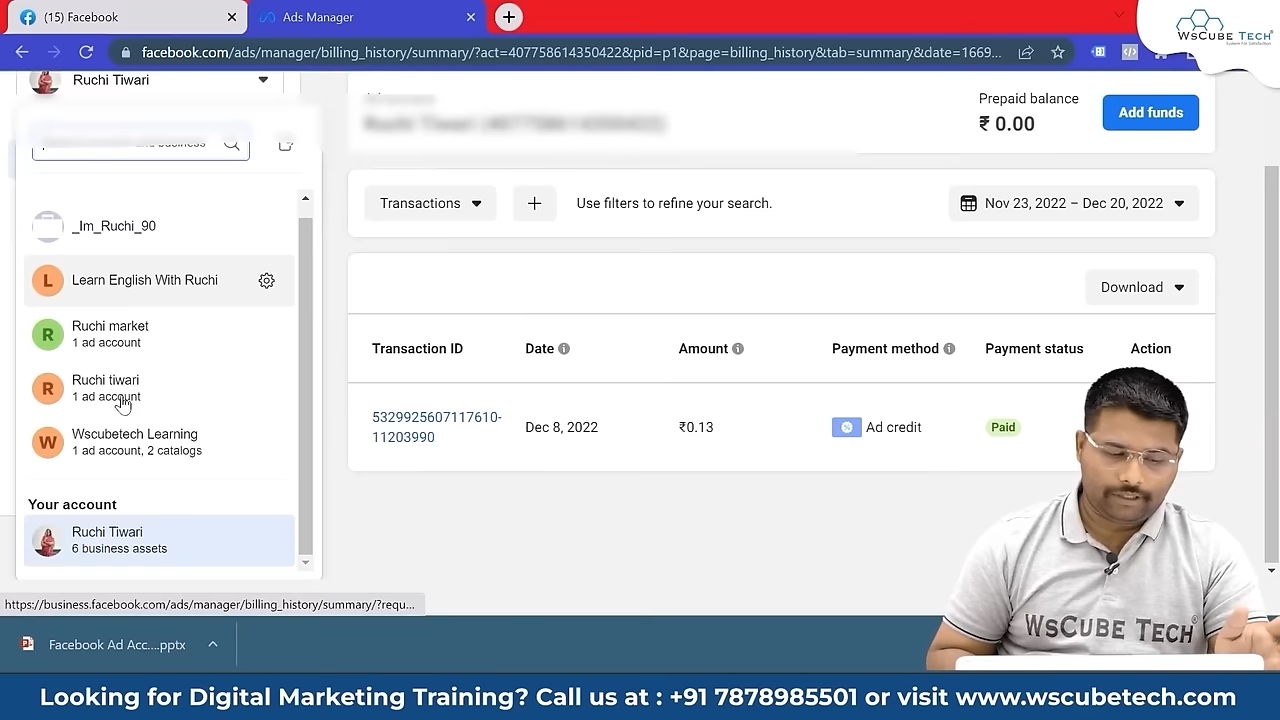 (15) Facebook
Ads Manager
facebook.com/ads/manager/billing_history/summary/?act=407758614350422&pid=p1&page=billing_history&tab=summary&date=1669...
WsCube Tech
Ruchi Tiwari
Prepaid balance
₹ 0.00
Add funds
Ruchi Tiwari (407758614350422)
Transactions
Use filters to refine your search.
Nov 23, 2022 – Dec 20, 2022
_Im_Ruchi_90
Learn English With Ruchi
Ruchi market
1 ad account
Ruchi tiwari
1 ad account
Wscubetech Learning
1 ad account, 2 catalogs
Your account
Ruchi Tiwari
6 business assets
Download
Transaction ID Date Amount Payment method Payment status Action
5329925607117610-
11203990
Dec 8, 2022 ₹0.13 Ad credit Paid
https://business.facebook.com/ads/manager/billing_history/summary/?requ...
Facebook Ad Acc....pptx
WsCube Tech
Looking for Digital Marketing Training? Call us at : +91 7878985501 or visit www.wscubetech.com